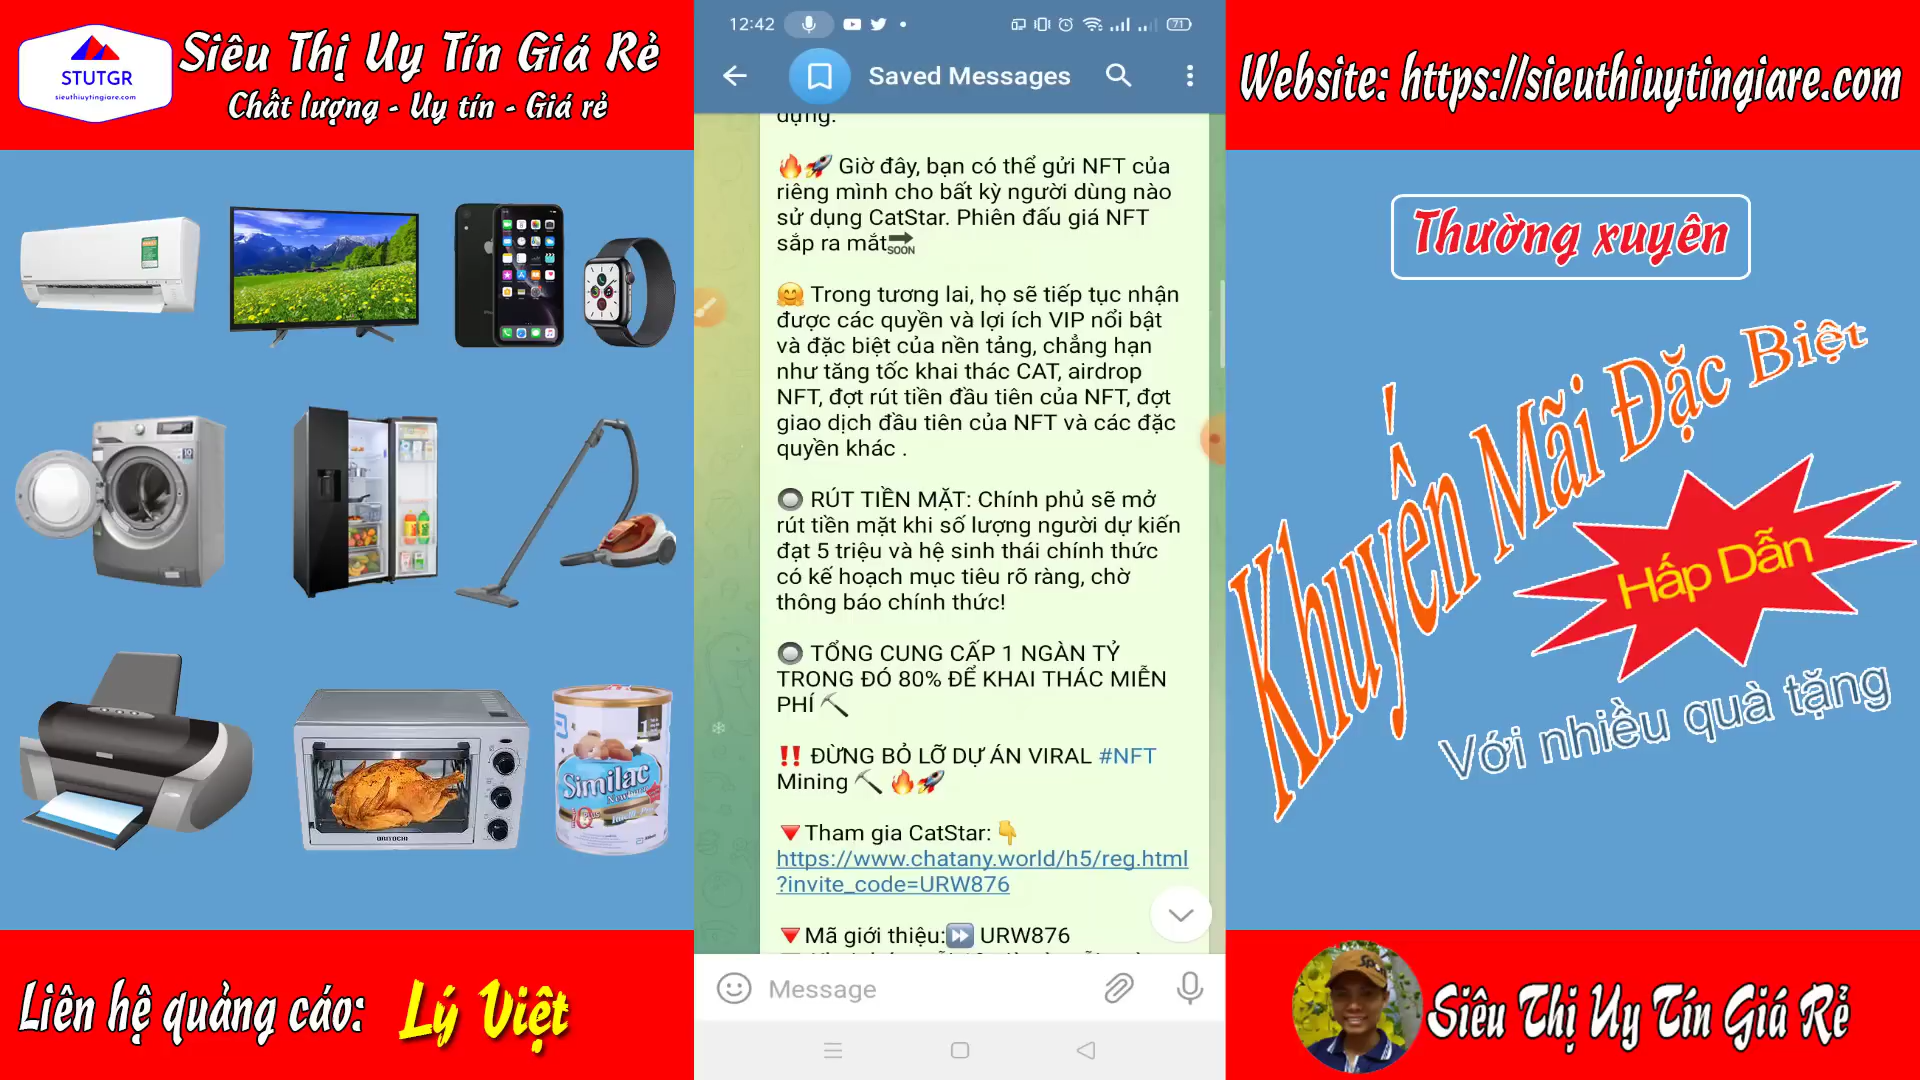 STUTGR
sieuthiuytingiare.com
Siêu Thị Uy Tín Giá Rẻ
Chất lượng - Uy tín - Giá rẻ
12:42
71
Saved Messages
Website: https://sieuthiuytingiare.com
dụng.
🔥🚀 Giờ đây, bạn có thể gửi NFT của
riêng mình cho bất kỳ người dùng nào
sử dụng CatStar. Phiên đấu giá NFT
sắp ra mắt🔜
🤗 Trong tương lai, họ sẽ tiếp tục nhận
được các quyền và lợi ích VIP nổi bật
và đặc biệt của nền tảng, chẳng hạn
như tăng tốc khai thác CAT, airdrop
NFT, đợt rút tiền đầu tiên của NFT, đợt
giao dịch đầu tiên của NFT và các đặc
quyền khác .
🔘 RÚT TIỀN MẶT: Chính phủ sẽ mở
rút tiền mặt khi số lượng người dự kiến
đạt 5 triệu và hệ sinh thái chính thức
có kế hoạch mục tiêu rõ ràng, chờ
thông báo chính thức!
🔘 TỔNG CUNG CẤP 1 NGÀN TỶ
TRONG ĐÓ 80% ĐỂ KHAI THÁC MIỄN
PHÍ ⛏
‼️ ĐỪNG BỎ LỠ DỰ ÁN VIRAL #NFT
Mining ⛏ 🔥🚀
🔻Tham gia CatStar: 👇
https://www.chatany.world/h5/reg.html
?invite_code=URW876
🔻Mã giới thiệu:⏩ URW876
Message
Thường xuyên
Khuyến Mãi Đặc Biệt
Hấp Dẫn
Với nhiều quà tặng
Similac
IQ
BAITOCHI
Liên hệ quảng cáo:
Lý Việt
Siêu Thị Uy Tín Giá Rẻ